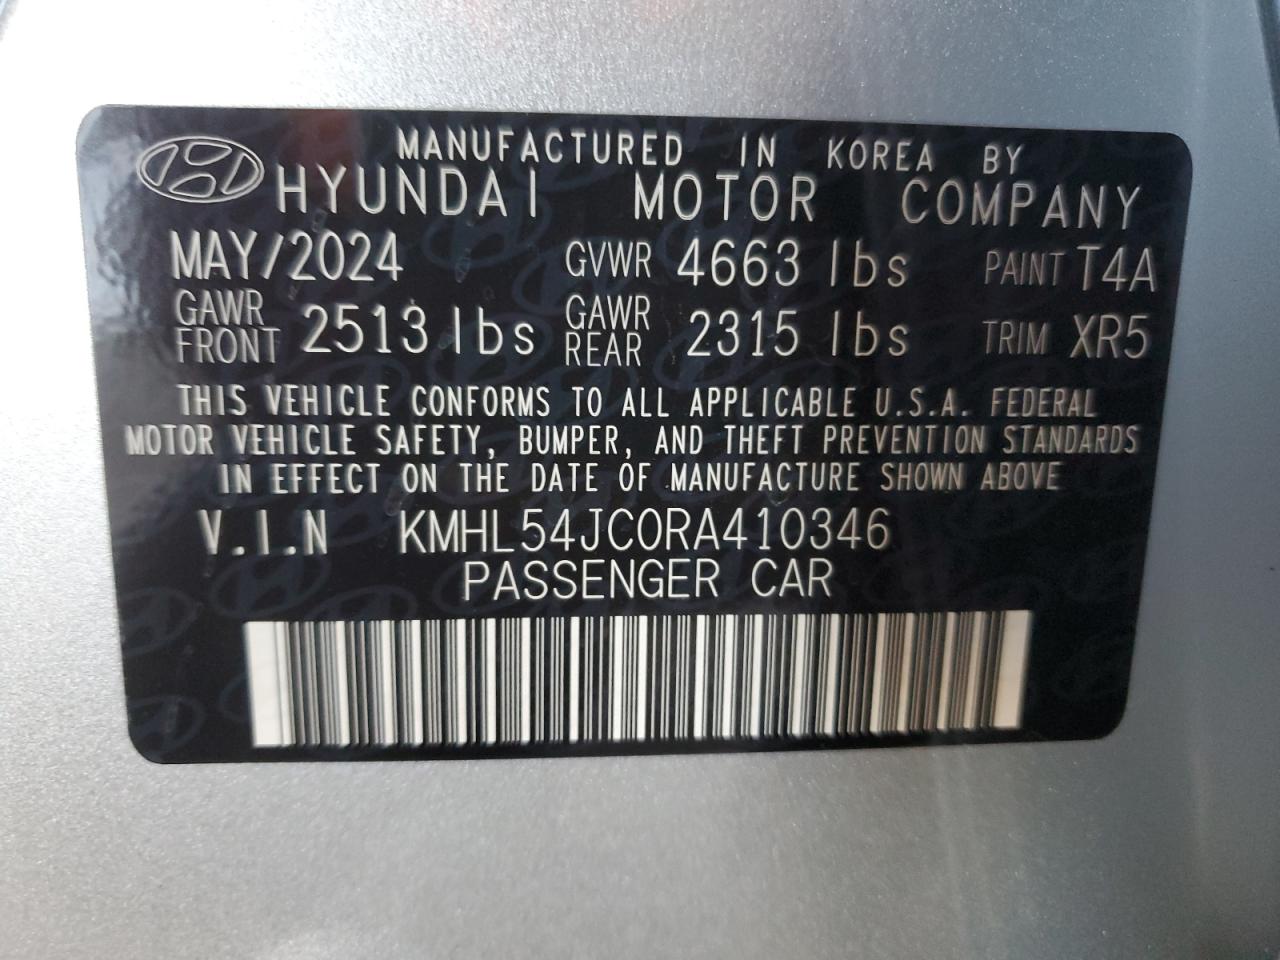 MANUFACTURED IN KOREA BY
HYUNDAI MOTOR COMPANY
MAY/2024 GVWR 4663 lbs PAINT T4A
GAWR FRONT 2513 lbs GAWR REAR 2315 lbs TRIM XR5
THIS VEHICLE CONFORMS TO ALL APPLICABLE U.S.A. FEDERAL
MOTOR VEHICLE SAFETY, BUMPER, AND THEFT PREVENTION STANDARDS
IN EFFECT ON THE DATE OF MANUFACTURE SHOWN ABOVE
V.I.N KMHL54JC0RA410346
PASSENGER CAR